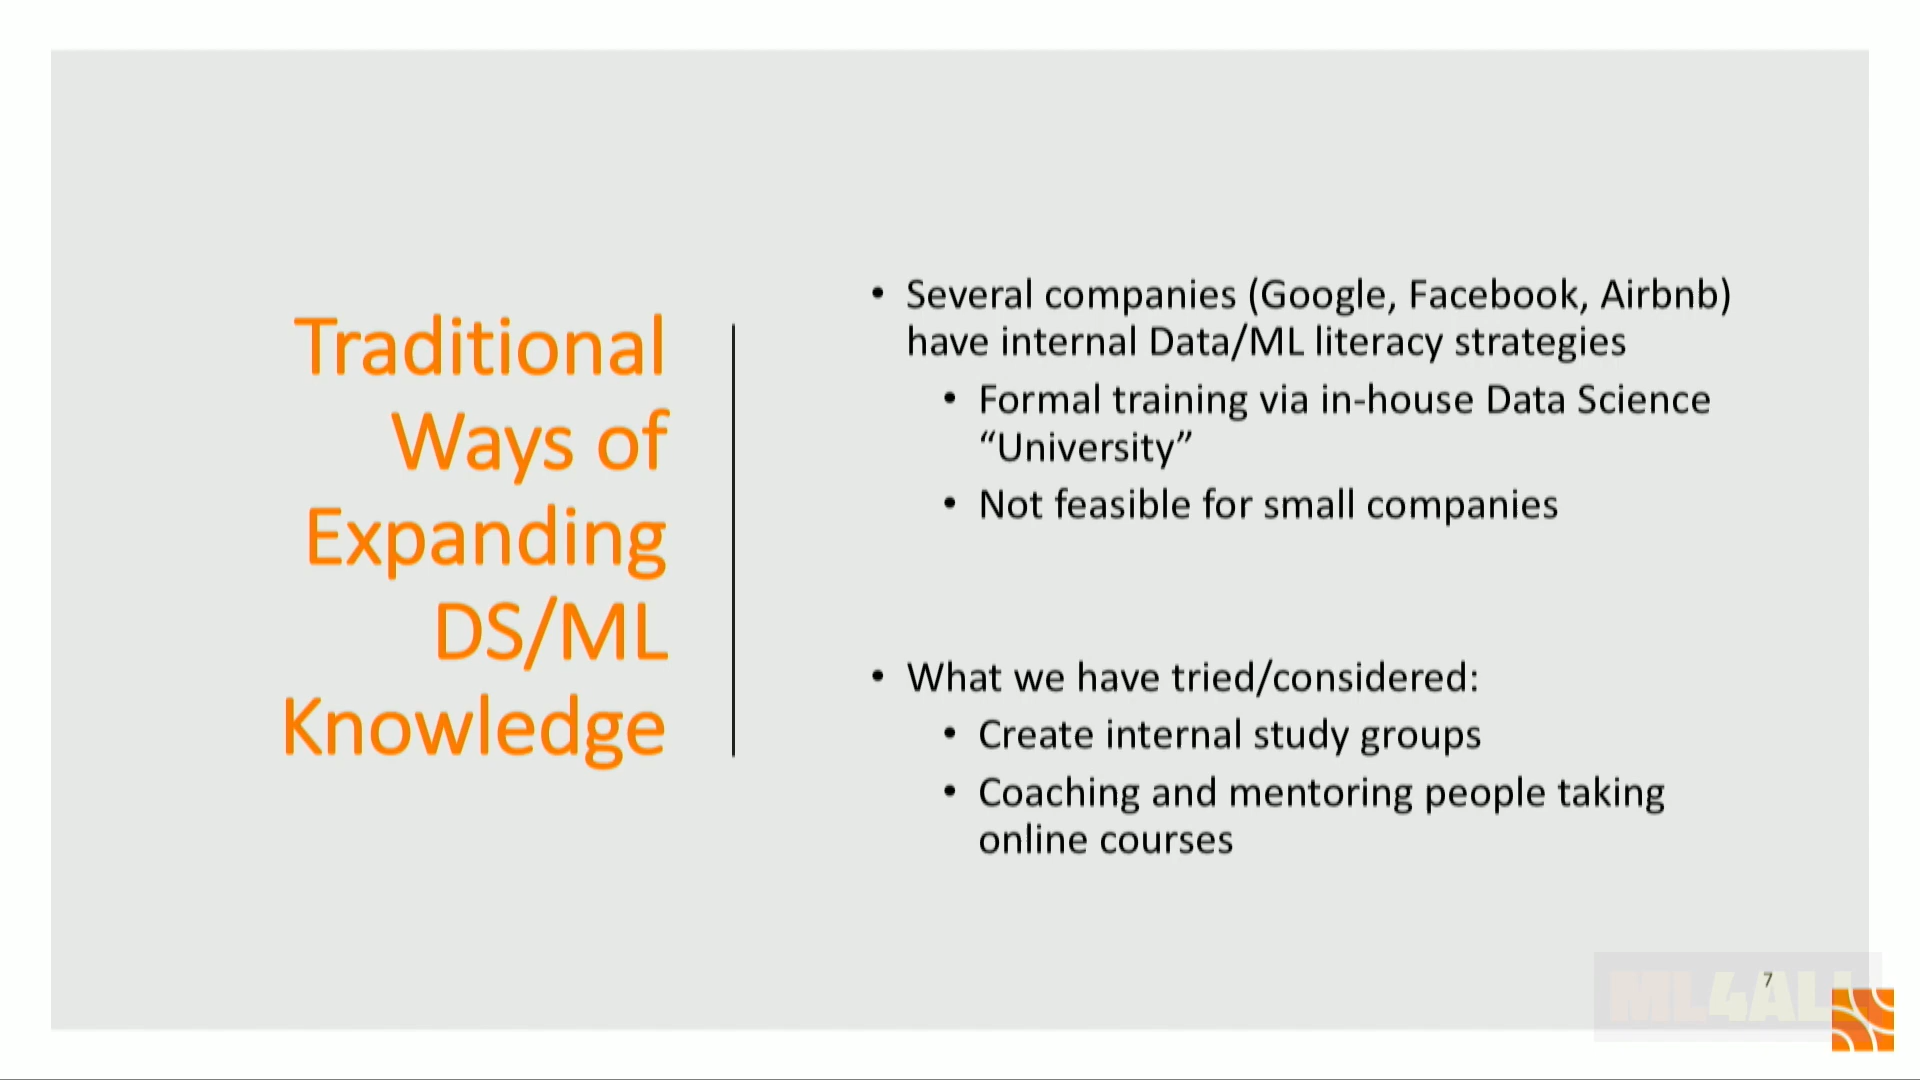 Traditional
Ways of
Expanding
DS/ML
Knowledge
• Several companies (Google, Facebook, Airbnb)
have internal Data/ML literacy strategies
• Formal training via in-house Data Science
“University”
• Not feasible for small companies
• What we have tried/considered:
• Create internal study groups
• Coaching and mentoring people taking
online courses
7
ML4ALL